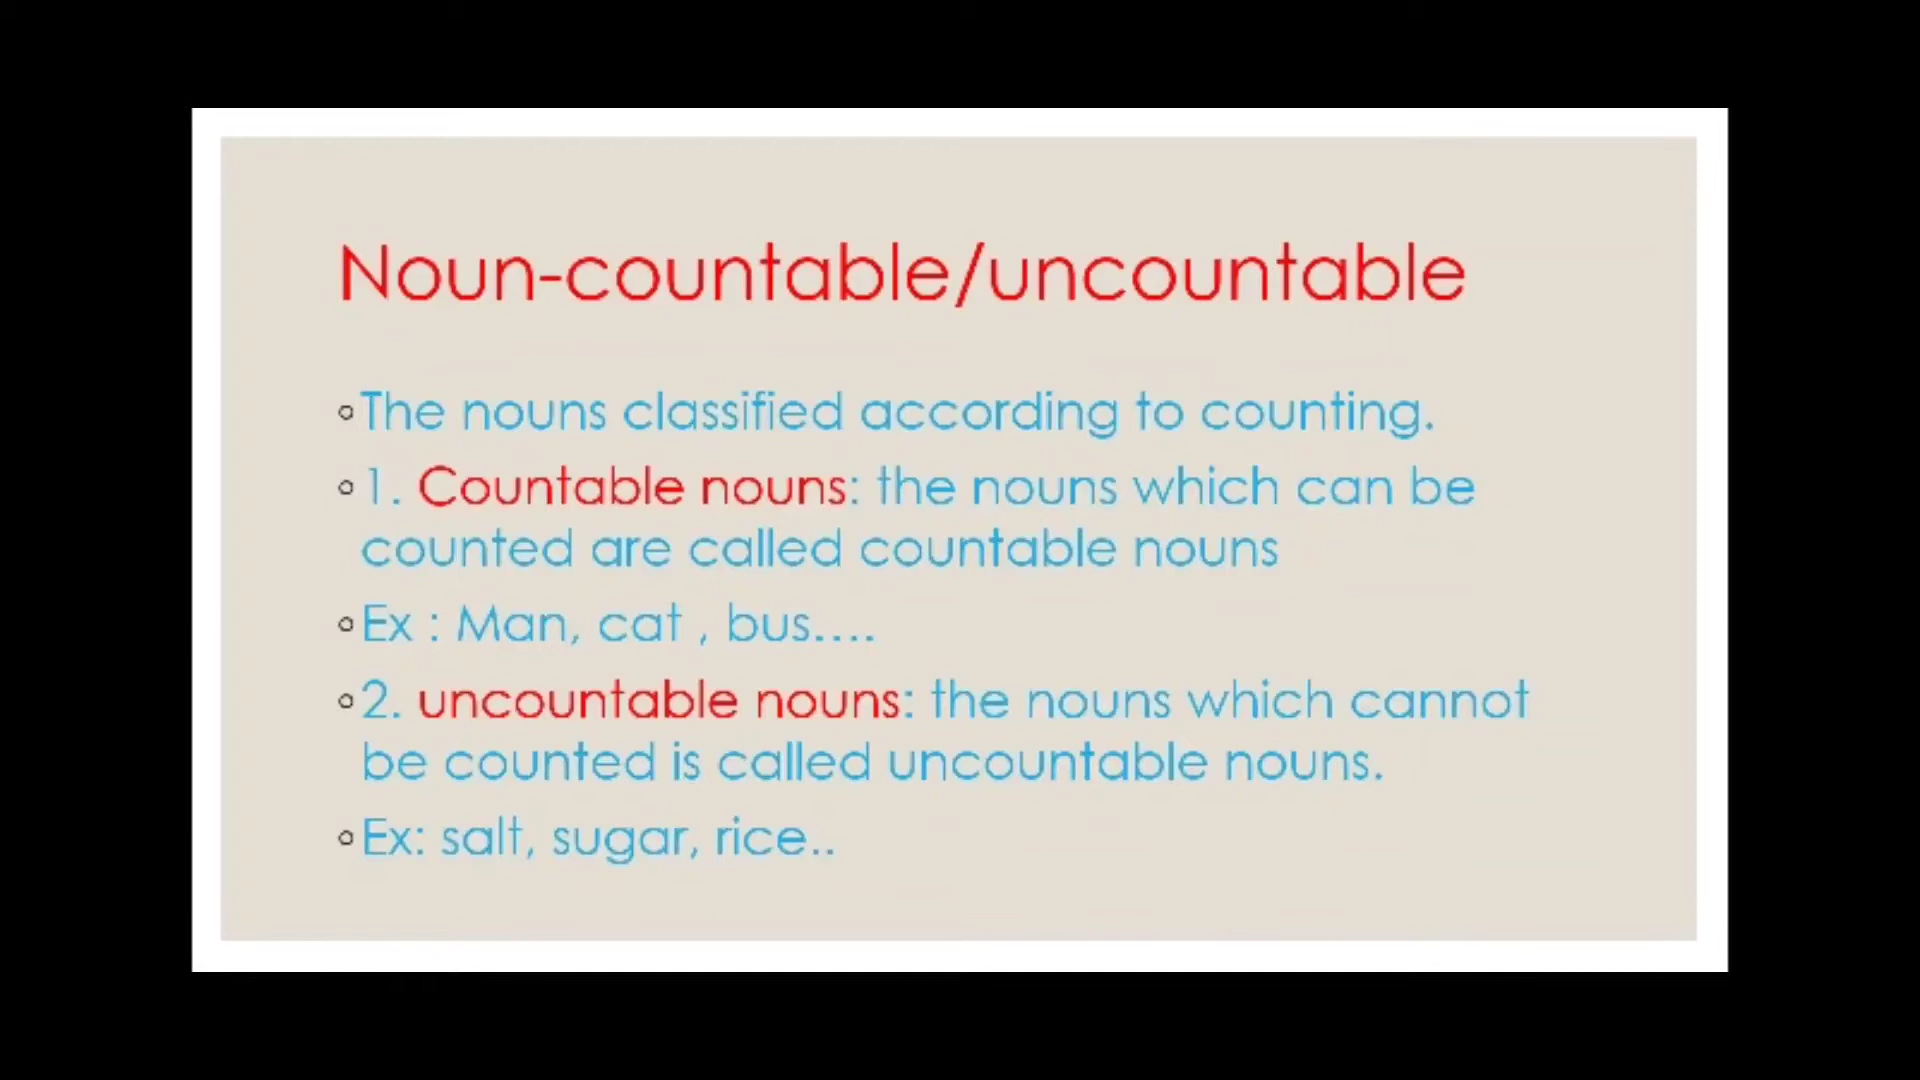 Noun-countable/uncountable
The nouns classified according to counting.
1. Countable nouns: the nouns which can be
counted are called countable nouns
Ex : Man, cat , bus....
2. uncountable nouns: the nouns which cannot
be counted is called uncountable nouns.
Ex: salt, sugar, rice..